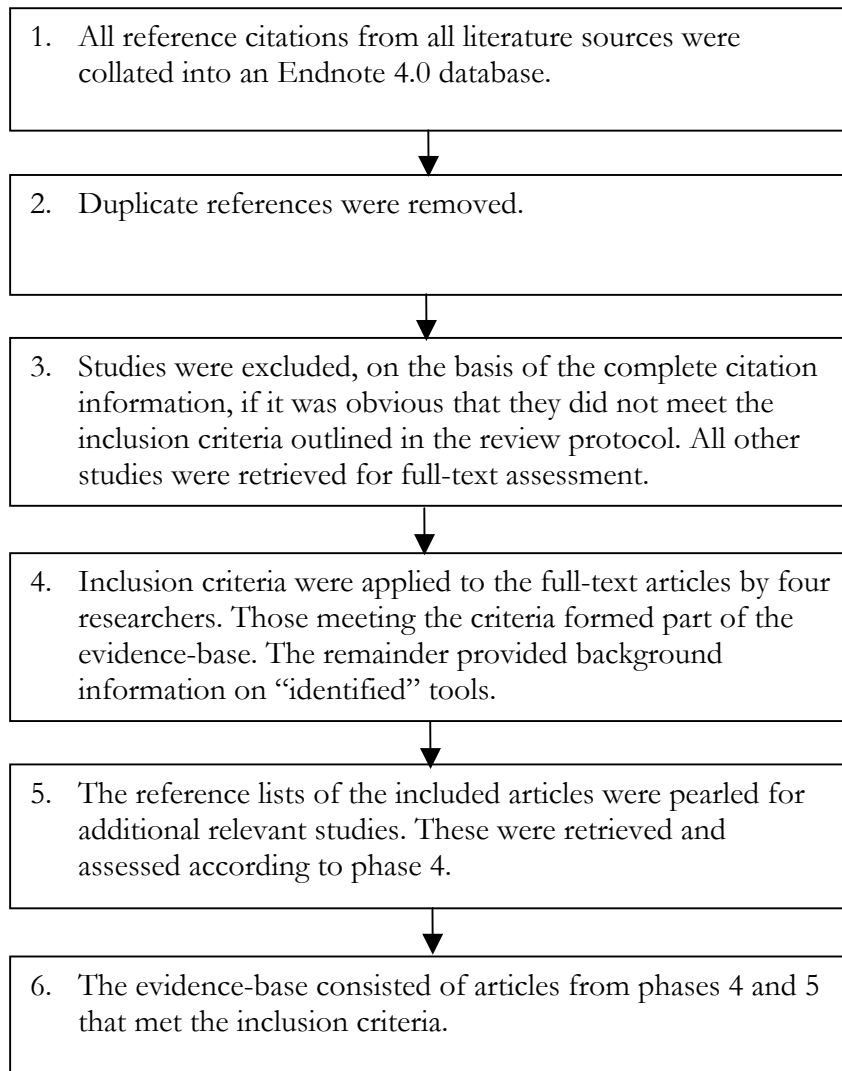 1. All reference citations from all literature sources were
collated into an Endnote 4.0 database.
2. Duplicate references were removed.
3. Studies were excluded, on the basis of the complete citation
information, if it was obvious that they did not meet the
inclusion criteria outlined in the review protocol. All other
studies were retrieved for full-text assessment.
4. Inclusion criteria were applied to the full-text articles by four
researchers. Those meeting the criteria formed part of the
evidence-base. The remainder provided background
information on “identified” tools.
5. The reference lists of the included articles were pearled for
additional relevant studies. These were retrieved and
assessed according to phase 4.
6. The evidence-base consisted of articles from phases 4 and 5
that met the inclusion criteria.